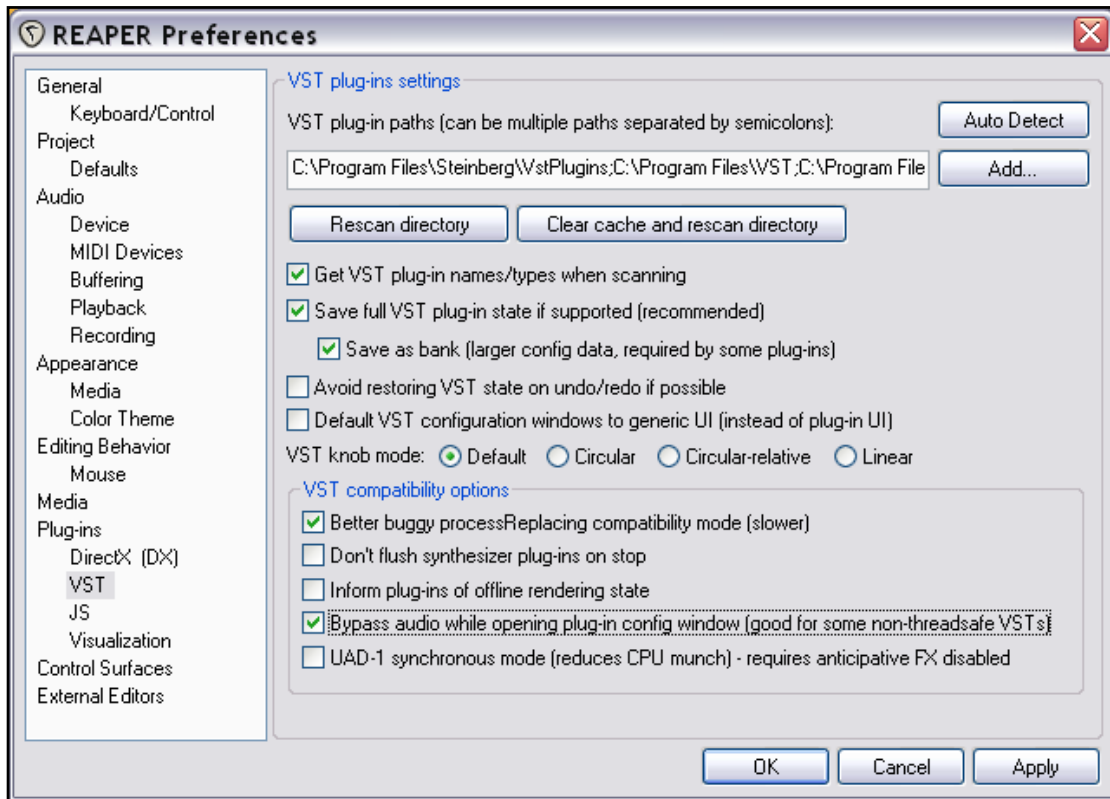 REAPER Preferences
General
Keyboard/Control
Project
Defaults
Audio
Device
MIDI Devices
Buffering
Playback
Recording
Appearance
Media
Color Theme
Editing Behavior
Mouse
Media
Plug-ins
DirectX (DX)
VST
JS
Visualization
Control Surfaces
External Editors
VST plug-ins settings
VST plug-in paths (can be multiple paths separated by semicolons):
Auto Detect
C:\Program Files\Steinberg\VstPlugins;C:\Program Files\VST;C:\Program File
Add...
Rescan directory
Clear cache and rescan directory
Get VST plug-in names/types when scanning
Save full VST plug-in state if supported (recommended)
Save as bank (larger config data, required by some plug-ins)
Avoid restoring VST state on undo/redo if possible
Default VST configuration windows to generic UI (instead of plug-in UI)
VST knob mode: Default Circular Circular-relative Linear
VST compatibility options
Better buggy processReplacing compatibility mode (slower)
Don't flush synthesizer plug-ins on stop
Inform plug-ins of offline rendering state
Bypass audio while opening plug-in config window (good for some non-threadsafe VSTs)
UAD-1 synchronous mode (reduces CPU munch) - requires anticipative FX disabled
OK
Cancel
Apply